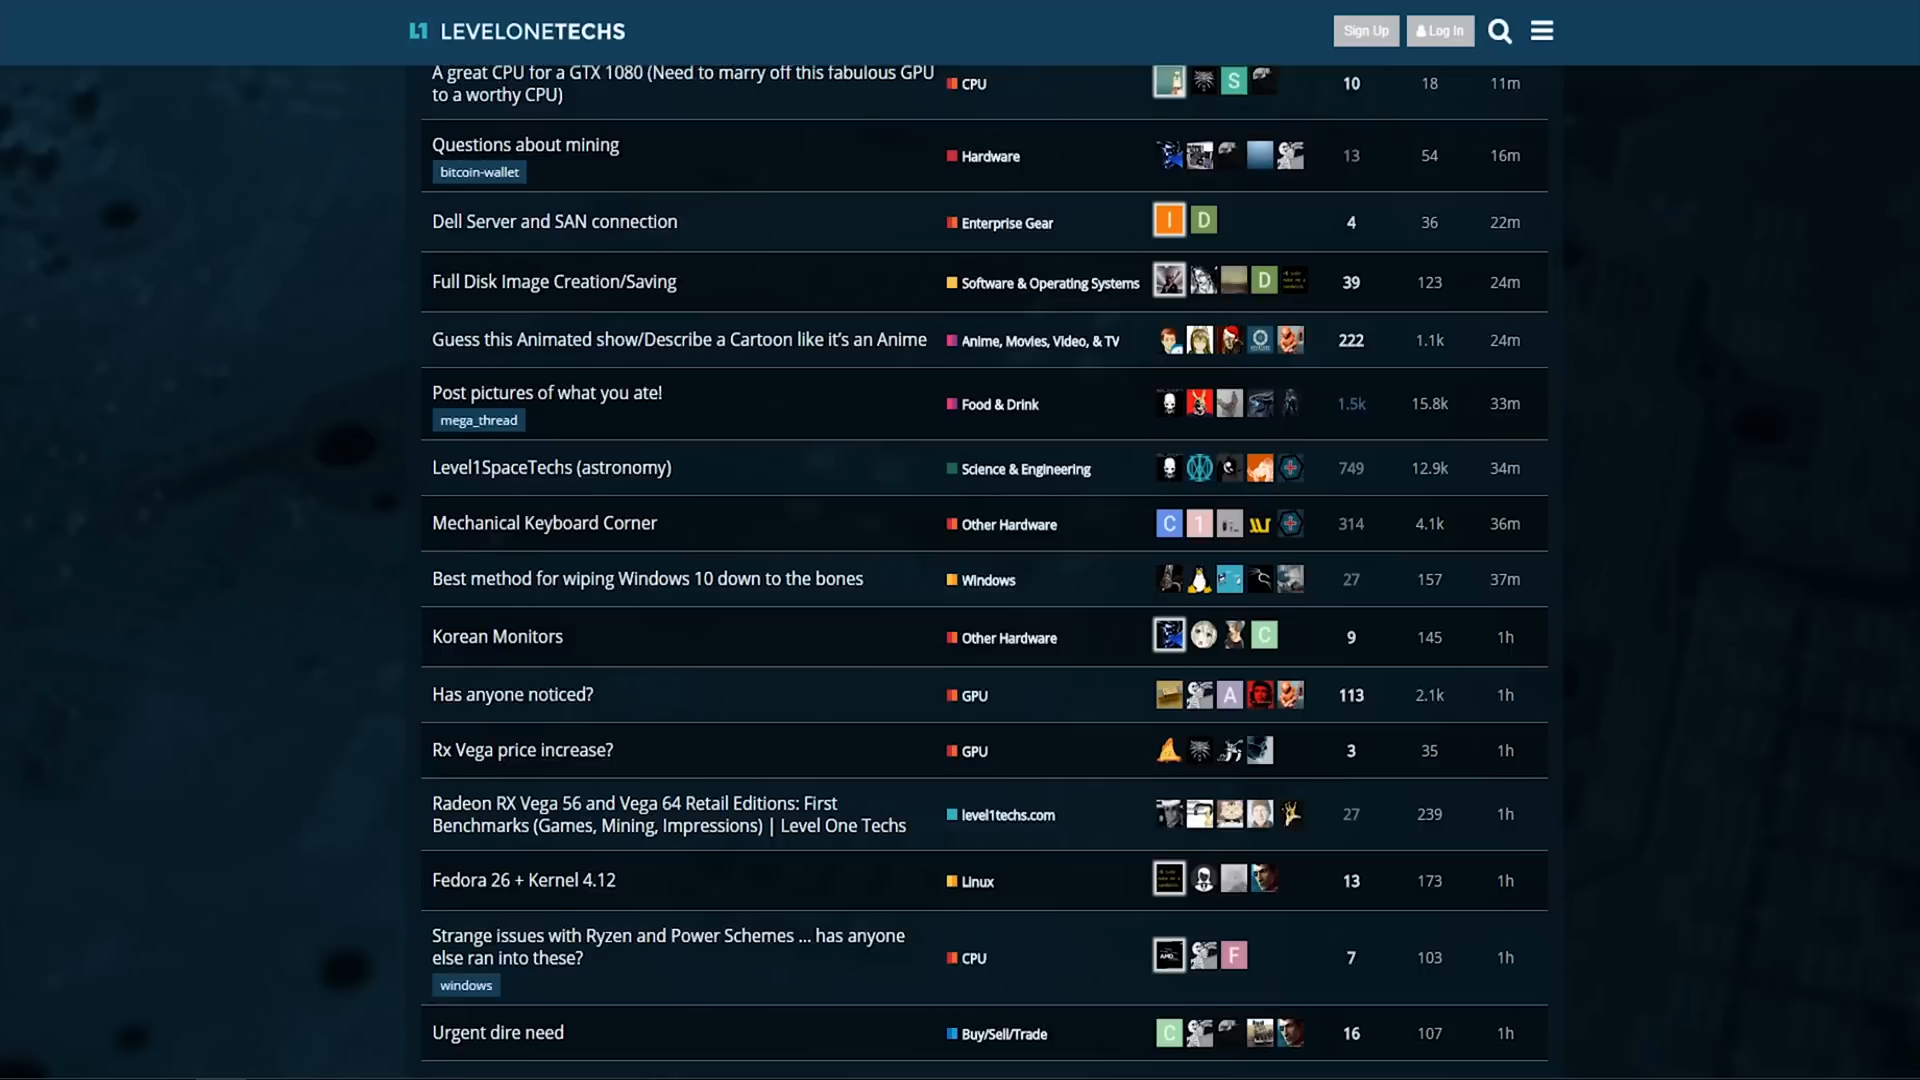 L1 LEVELONETECHS
Sign Up
Log In
A great CPU for a GTX 1080 (Need to marry off this fabulous GPU
to a worthy CPU)
CPU
S
10
18
11m
Questions about mining
bitcoin-wallet
Hardware
13
54
16m
Dell Server and SAN connection
Enterprise Gear
I
D
4
36
22m
Full Disk Image Creation/Saving
Software & Operating Systems
D
39
123
24m
Guess this Animated show/Describe a Cartoon like it’s an Anime
Anime, Movies, Video, & TV
222
1.1k
24m
Post pictures of what you ate!
mega_thread
Food & Drink
1.5k
15.8k
33m
Level1SpaceTechs (astronomy)
Science & Engineering
749
12.9k
34m
Mechanical Keyboard Corner
Other Hardware
C
1
314
4.1k
36m
Best method for wiping Windows 10 down to the bones
Windows
27
157
37m
Korean Monitors
Other Hardware
C
9
145
1h
Has anyone noticed?
GPU
A
113
2.1k
1h
Rx Vega price increase?
GPU
3
35
1h
Radeon RX Vega 56 and Vega 64 Retail Editions: First
Benchmarks (Games, Mining, Impressions) | Level One Techs
level1techs.com
27
239
1h
Fedora 26 + Kernel 4.12
Linux
13
173
1h
Strange issues with Ryzen and Power Schemes ... has anyone
else ran into these?
windows
CPU
AMD
F
7
103
1h
Urgent dire need
Buy/Sell/Trade
C
16
107
1h